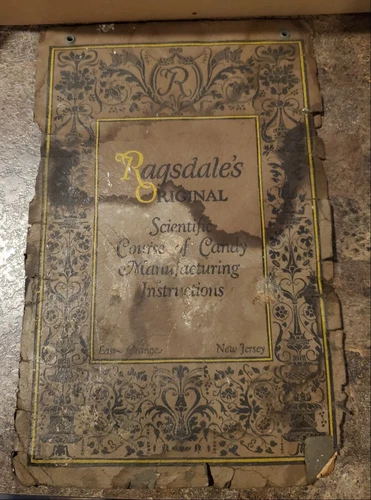 R
Ragsdale's
ORIGINAL
Scientific
Course of Candy
Manufacturing
Instructions
East Orange New Jersey